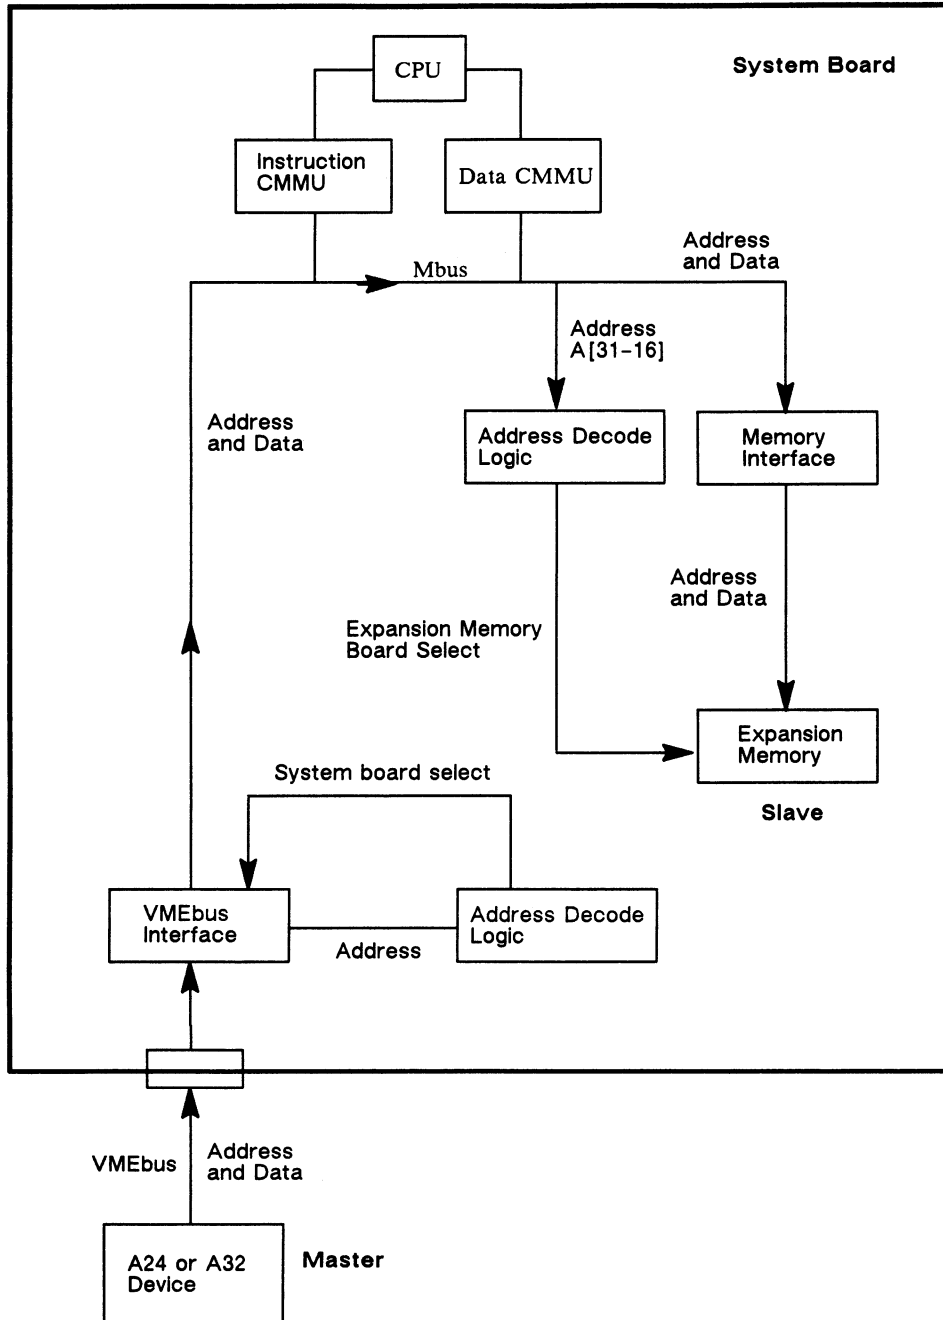 System Board
CPU
Instruction
CMMU
Data CMMU
Address
and Data
Mbus
Address
A[31-16]
Address
and Data
Address Decode
Logic
Memory
Interface
Address
and Data
Expansion Memory
Board Select
Expansion
Memory
System board select
Slave
VMEbus
Interface
Address Decode
Logic
Address
VMEbus
Address
and Data
A24 or A32
Device
Master